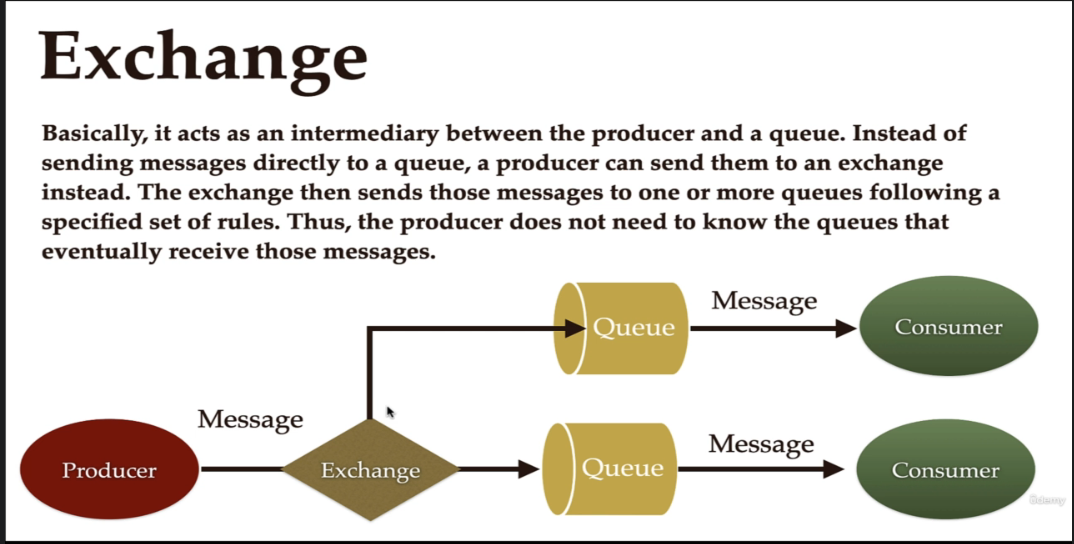 Exchange
Basically, it acts as an intermediary between the producer and a queue. Instead of
sending messages directly to a queue, a producer can send them to an exchange
instead. The exchange then sends those messages to one or more queues following a
specified set of rules. Thus, the producer does not need to know the queues that
eventually receive those messages.
Message
Queue
Consumer
Message
Message
Producer
Exchange
Queue
Consumer
Udemy